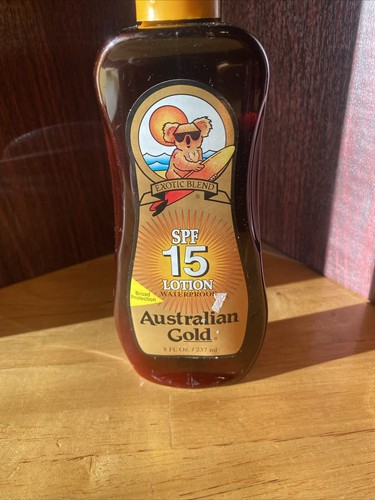 EXOTIC BLEND
SPF
15
LOTION
WATERPROOF
Broad
Protection
Australian
Gold
8 Fl. Oz. / 237 ml